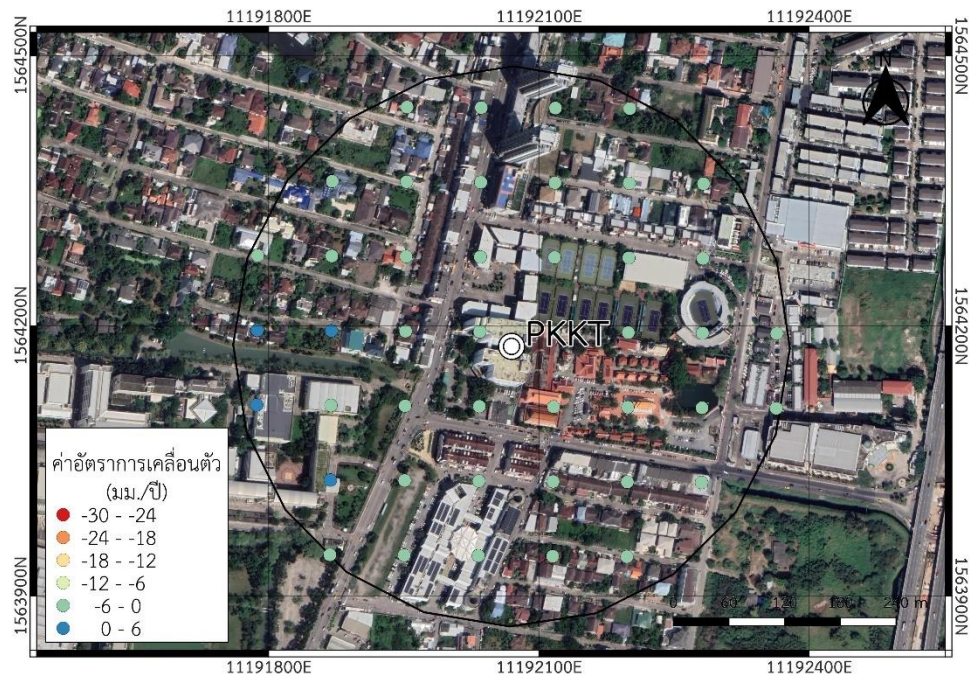 11191800E
11192100E
11192400E
1564500N
1564500N
N
1564200N
PKKT
1564200N
ค่าอัตราการเคลื่อนตัว
(มม./ปี)
-30 - -24
-24 - -18
-18 - -12
-12 - -6
-6 - 0
0 - 6
1563900N
1563900N
0 60 120 180 240 m
11191800E
11192100E
11192400E